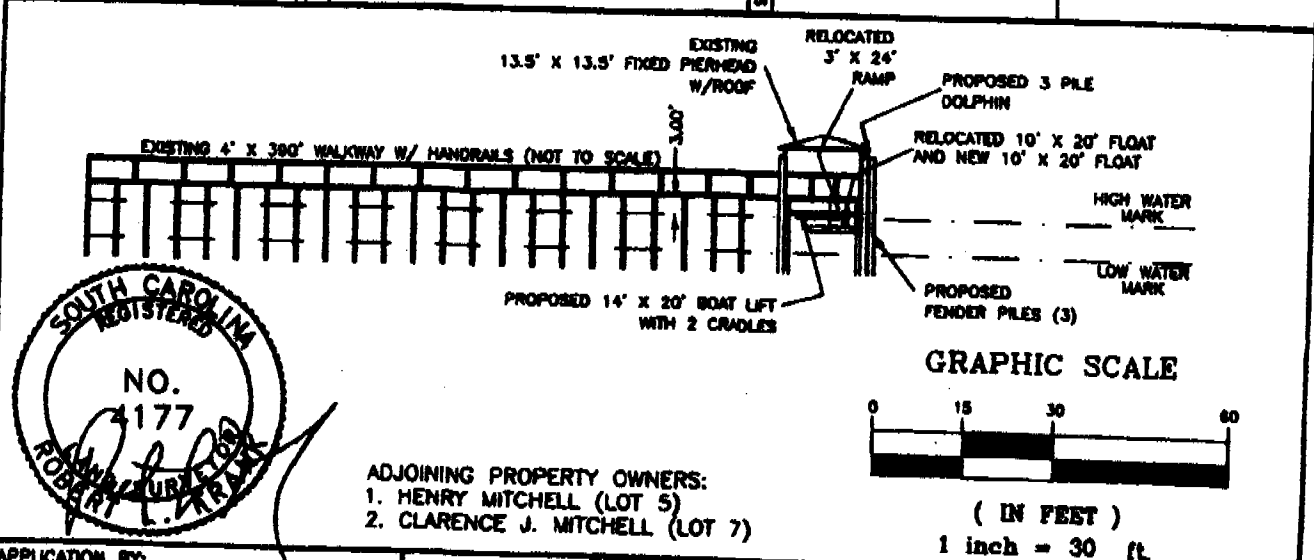 EXISTING
13.5' X 13.5' FIXED PIERHEAD
W/ROOF
RELOCATED
3' X 24'
RAMP
PROPOSED 3 PILE
DOLPHIN
RELOCATED 10' X 20' FLOAT
AND NEW 10' X 20' FLOAT
EXISTING 4' X 390' WALKWAY W/ HANDRAILS (NOT TO SCALE)
3.00'
HIGH WATER
MARK
LOW WATER
MARK
PROPOSED 14' X 20' BOAT LIFT
WITH 2 CRADLES
PROPOSED
FENDER PILES (3)
SOUTH CAROLINA
REGISTERED
NO.
4177
LAND SURVEYOR
ROBERT L. FRANK
GRAPHIC SCALE
0 15 30 60
( IN FEET )
1 inch = 30 ft.
ADJOINING PROPERTY OWNERS:
1. HENRY MITCHELL (LOT 5)
2. CLARENCE J. MITCHELL (LOT 7)
APPLICATION BY: